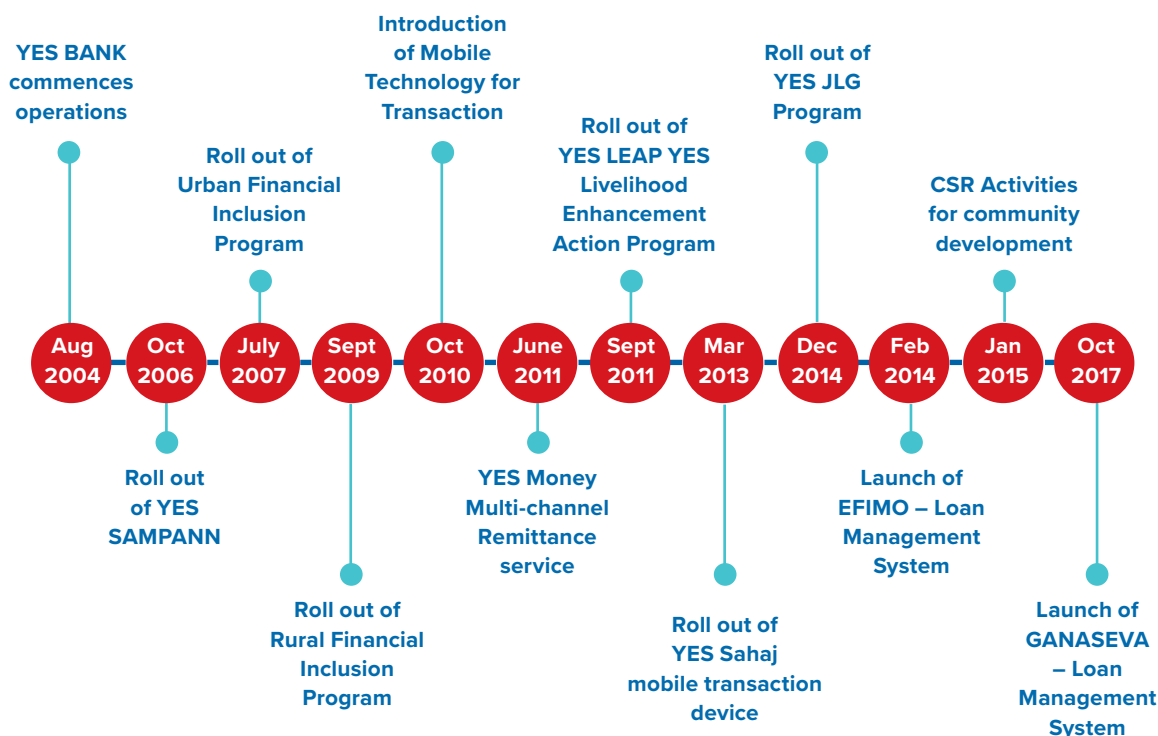 YES BANK
commences
operations
Roll out of
Urban Financial
Inclusion
Program
Introduction
of Mobile
Technology for
Transaction
Roll out of
YES LEAP YES
Livelihood
Enhancement
Action Program
Roll out of
YES JLG
Program
CSR Activities
for community
development
Aug
2004
Oct
2006
July
2007
Sept
2009
Oct
2010
June
2011
Sept
2011
Mar
2013
Dec
2014
Feb
2014
Jan
2015
Oct
2017
Roll out
of YES
SAMPANN
Roll out of
Rural Financial
Inclusion
Program
YES Money
Multi-channel
Remittance
service
Roll out of
YES Sahaj
mobile transaction
device
Launch of
EFIMO – Loan
Management
System
Launch of
GANASEVA
– Loan
Management
System